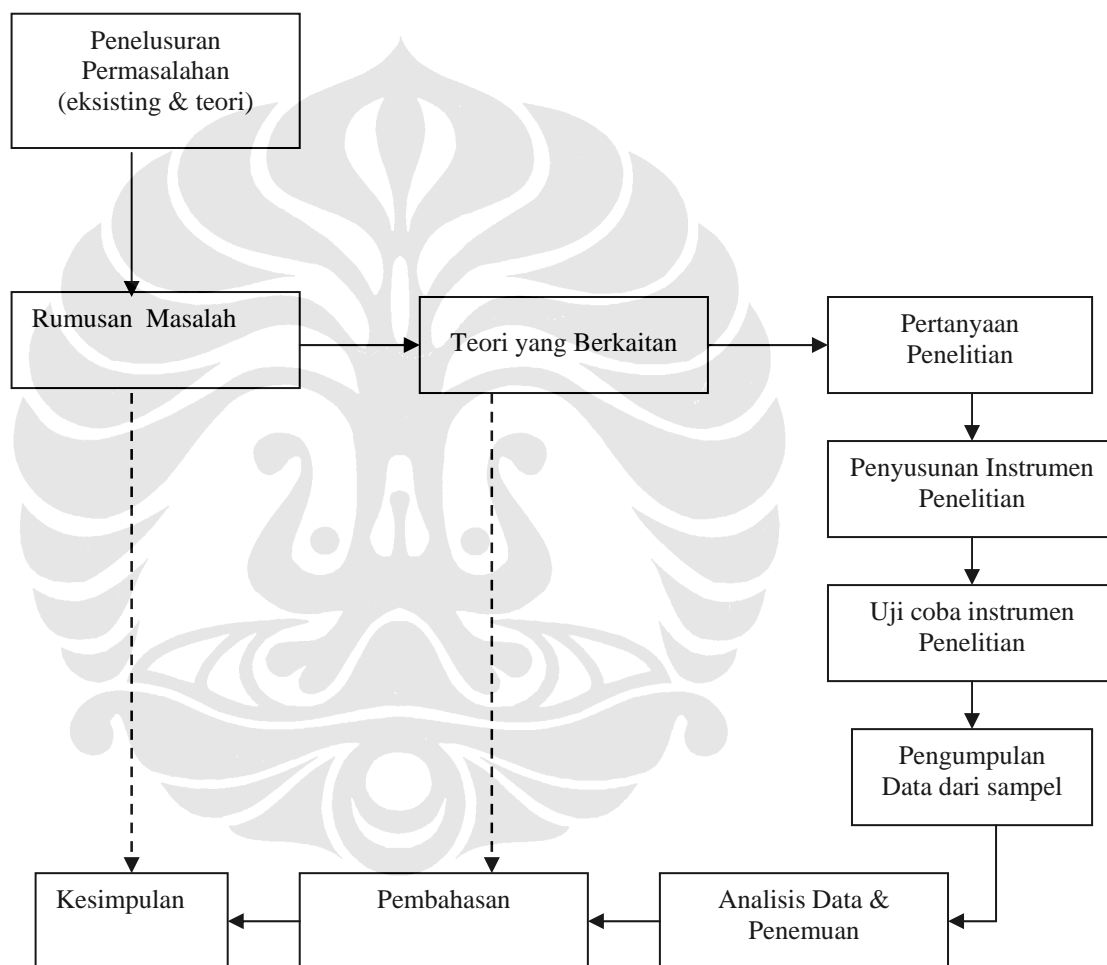 Penelusuran
Permasalahan
(eksisting & teori)
Rumusan Masalah
Teori yang Berkaitan
Pertanyaan
Penelitian
Penyusunan Instrumen
Penelitian
Uji coba instrumen
Penelitian
Pengumpulan
Data dari sampel
Analisis Data &
Penemuan
Pembahasan
Kesimpulan